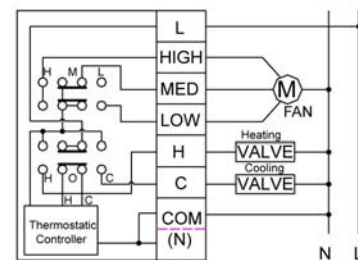 L
HIGH
H M L
MED
M
FAN
LOW
Heating
H
VALVE
Cooling
C
VALVE
H O C
H C
COM
(N)
Thermostatic
Controller
N L